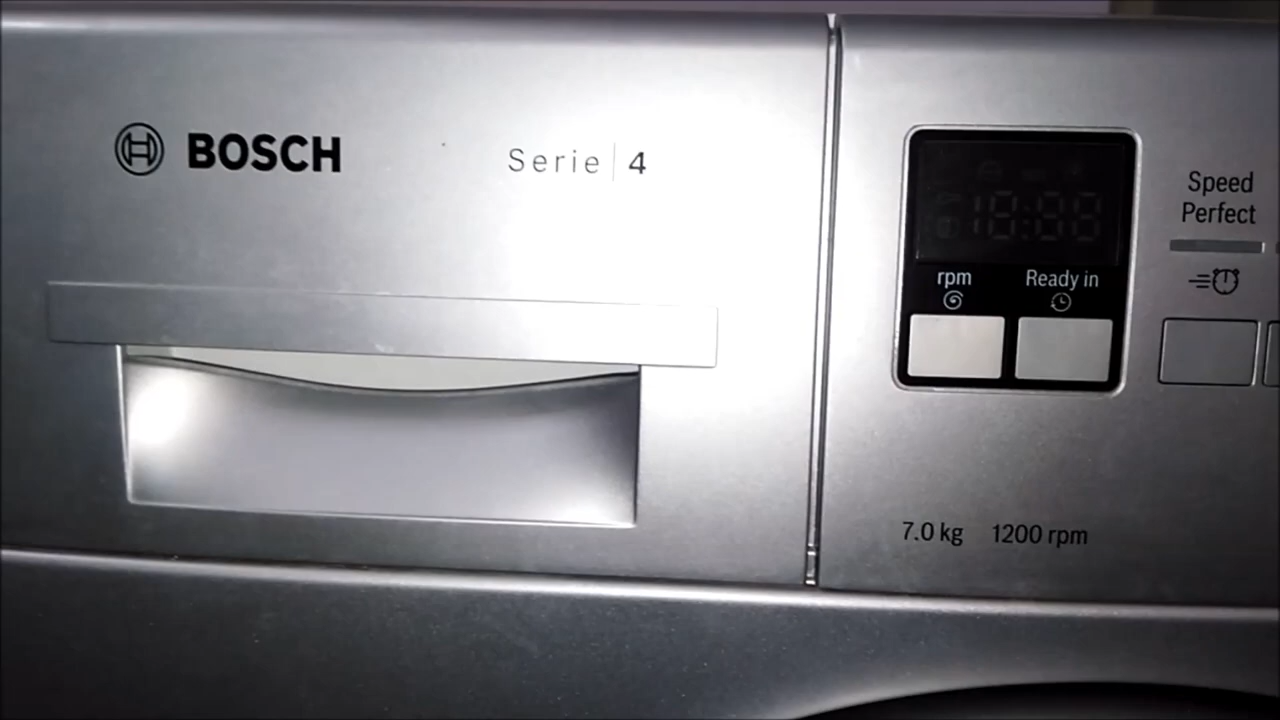 BOSCH
Serie | 4
Speed
Perfect
rpm
Ready in
7.0 kg 1200 rpm